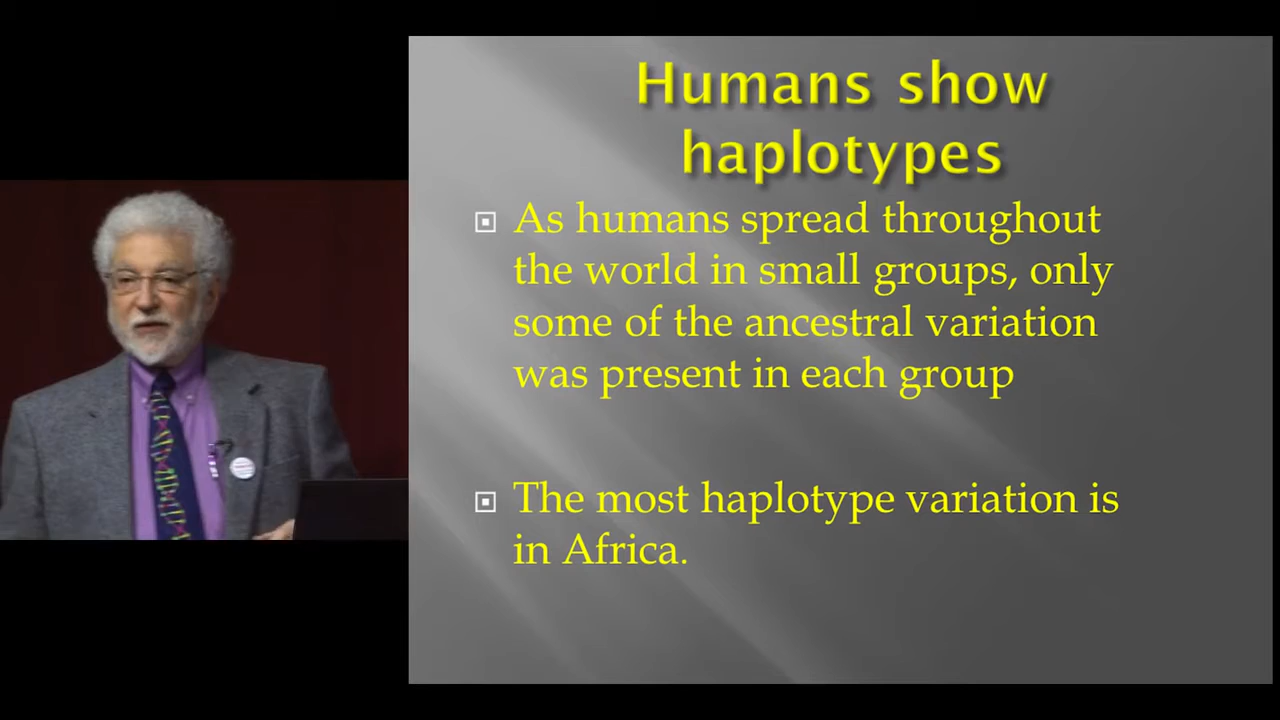 Humans show
haplotypes
As humans spread throughout
the world in small groups, only
some of the ancestral variation
was present in each group
The most haplotype variation is
in Africa.